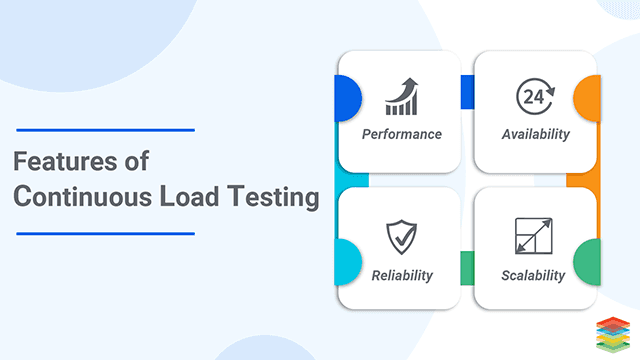 Features of
Continuous Load Testing
Performance
24
Availability
Reliability
Scalability